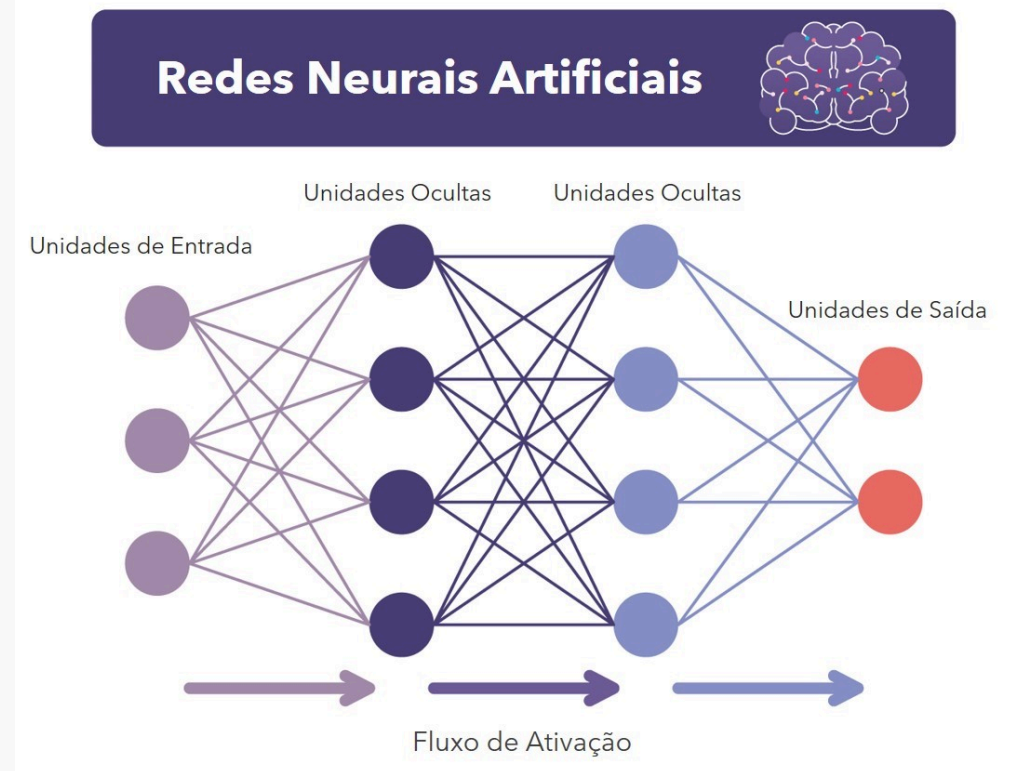 Redes Neurais Artificiais
Unidades Ocultas
Unidades Ocultas
Unidades de Entrada
Unidades de Saída
Fluxo de Ativação